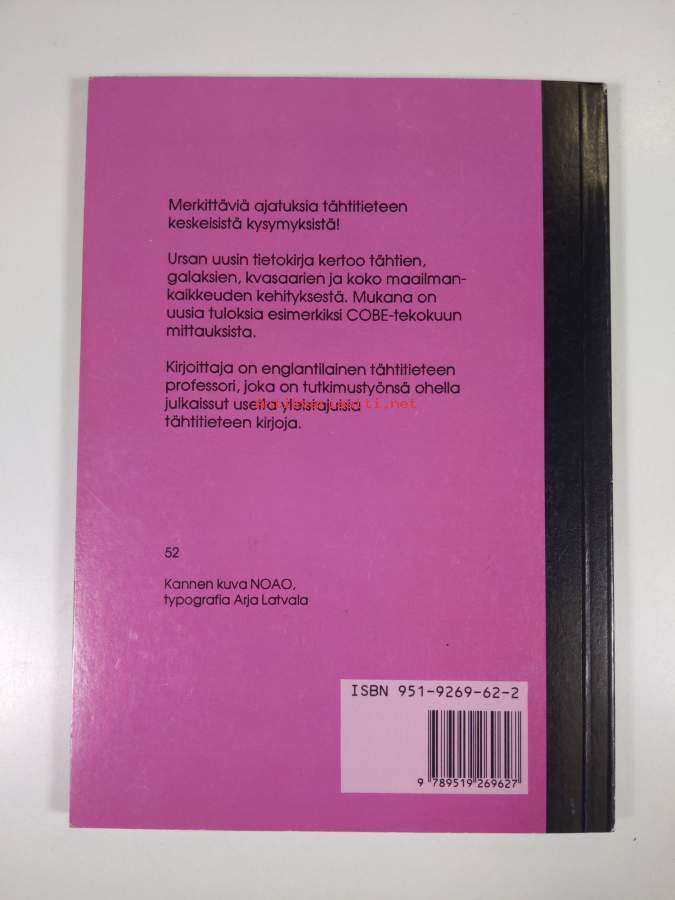 Merkittäviä ajatuksia tähtitieteen
keskeisistä kysymyksistä!
Ursan uusin tietokirja kertoo tähtien,
galaksien, kvasaarien ja koko maailman-
kaikkeuden kehityksestä. Mukana on
uusia tuloksia esimerkiksi COBE-tekokuun
mittauksista.
Kirjoittaja on englantilainen tähtitieteen
professori, joka on tutkimustyönsä ohella
julkaissut useita yleistajuisia
tähtitieteen kirjoja.
52
Kannen kuva NOAO,
typografia Arja Latvala
ISBN 951-9269-62-2
9 789519 269627